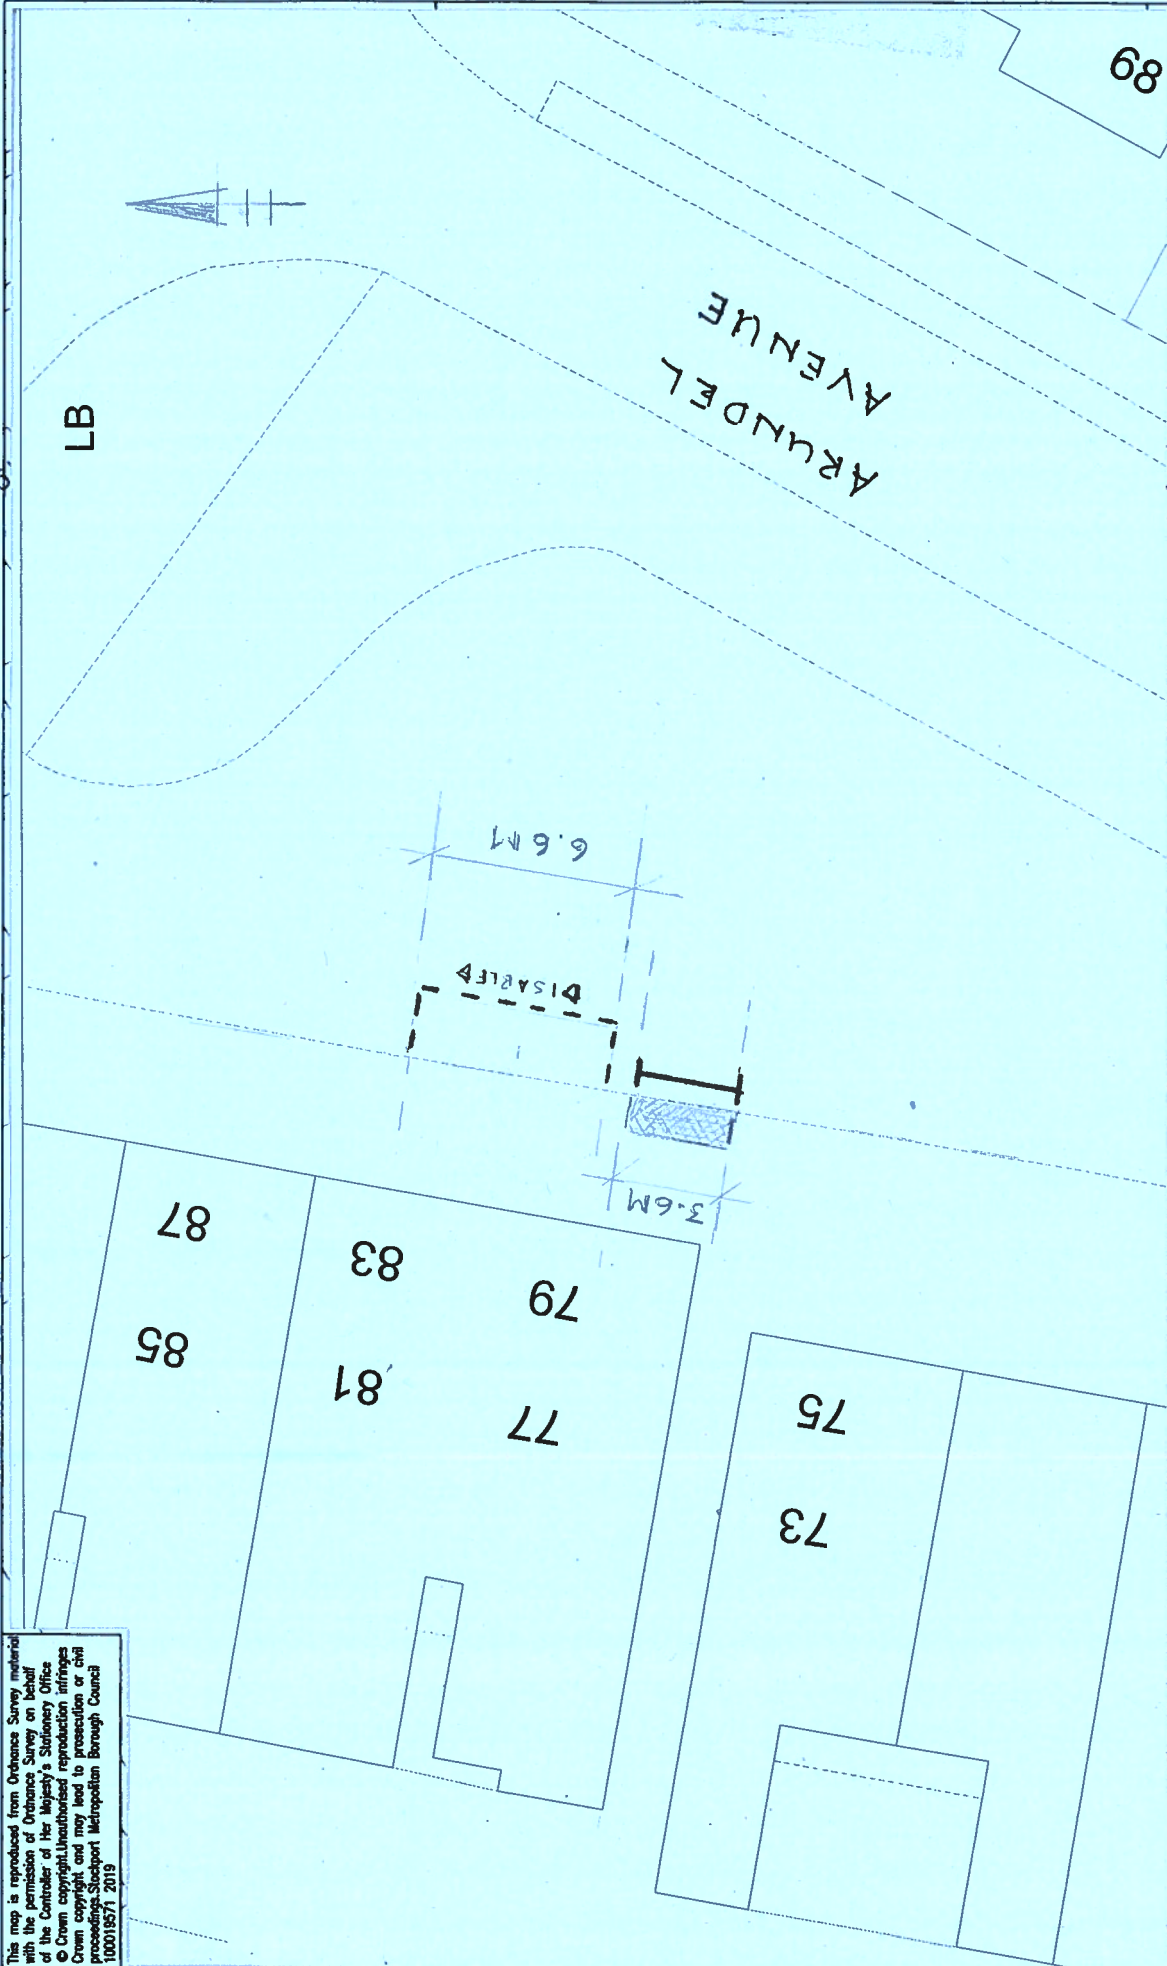 89
LB
ARUNDEL
AVENUE
6.6M
DISABLED
3.6M
87
83
79
85
81
77
75
73
This map is reproduced from Ordnance Survey material
with the permission of Ordnance Survey on behalf
of the Controller of Her Majesty's Stationery Office
© Crown copyright.Unauthorised reproduction infringes
Crown copyright and may lead to prosecution or civil
proceedings.Stockport Metropolitan Borough Council
100019571 2019